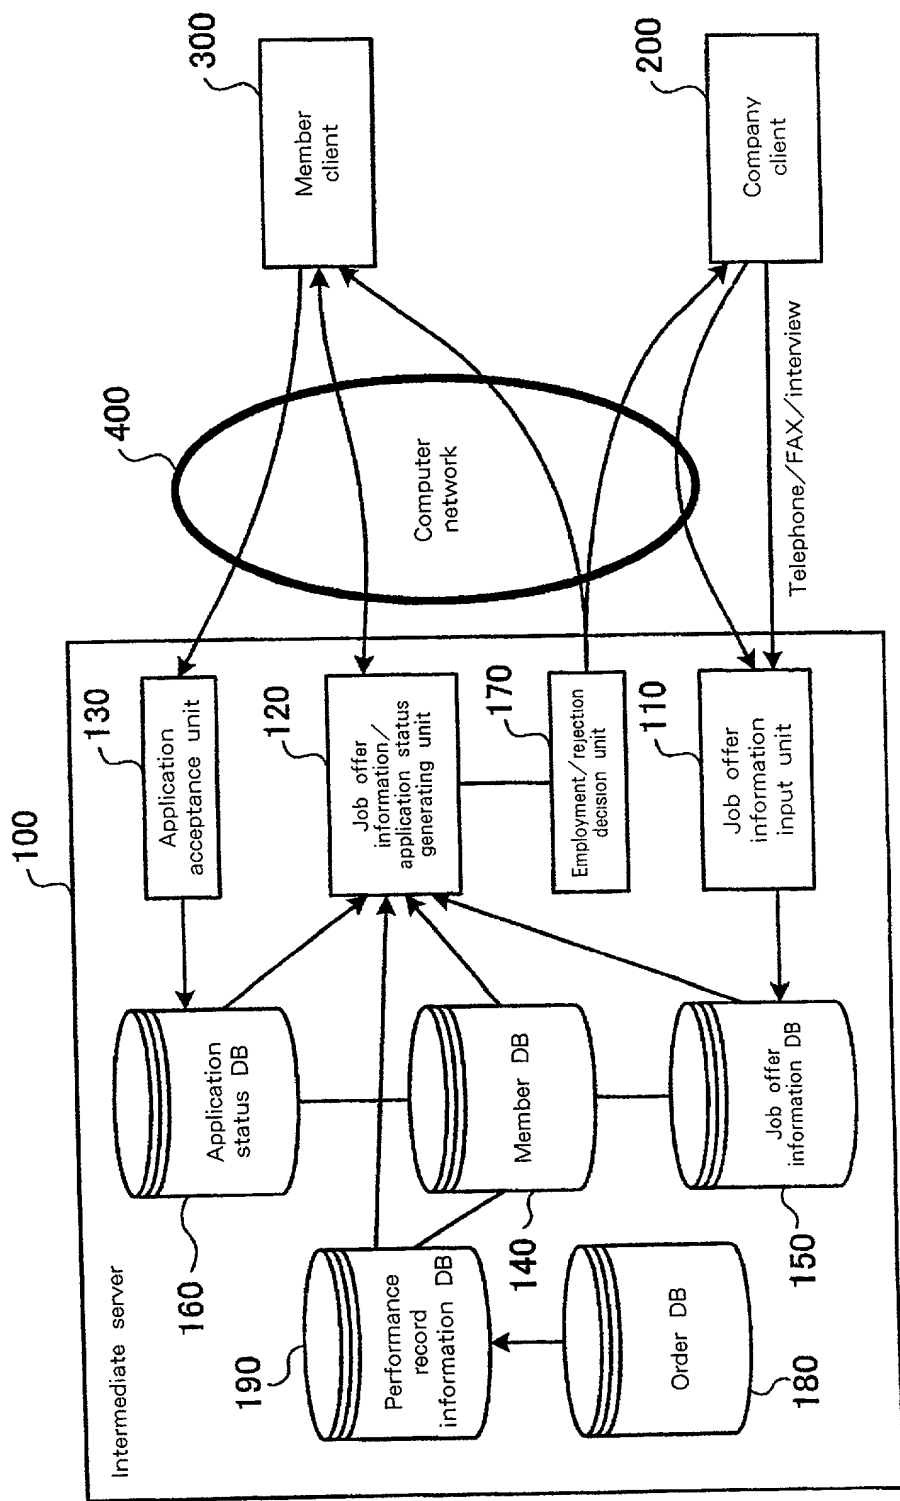 100
Intermediate server
160
Application
status DB
130
Application
acceptance unit
400
300
Member
client
190
Performance
record
information DB
140
Member DB
120
Job offer
information/
application status
generating unit
Computer
network
170
Employment/rejection
decision unit
180
Order DB
150
Job offer
information DB
110
Job offer
information
input unit
200
Company
client
Telephone/FAX/interview